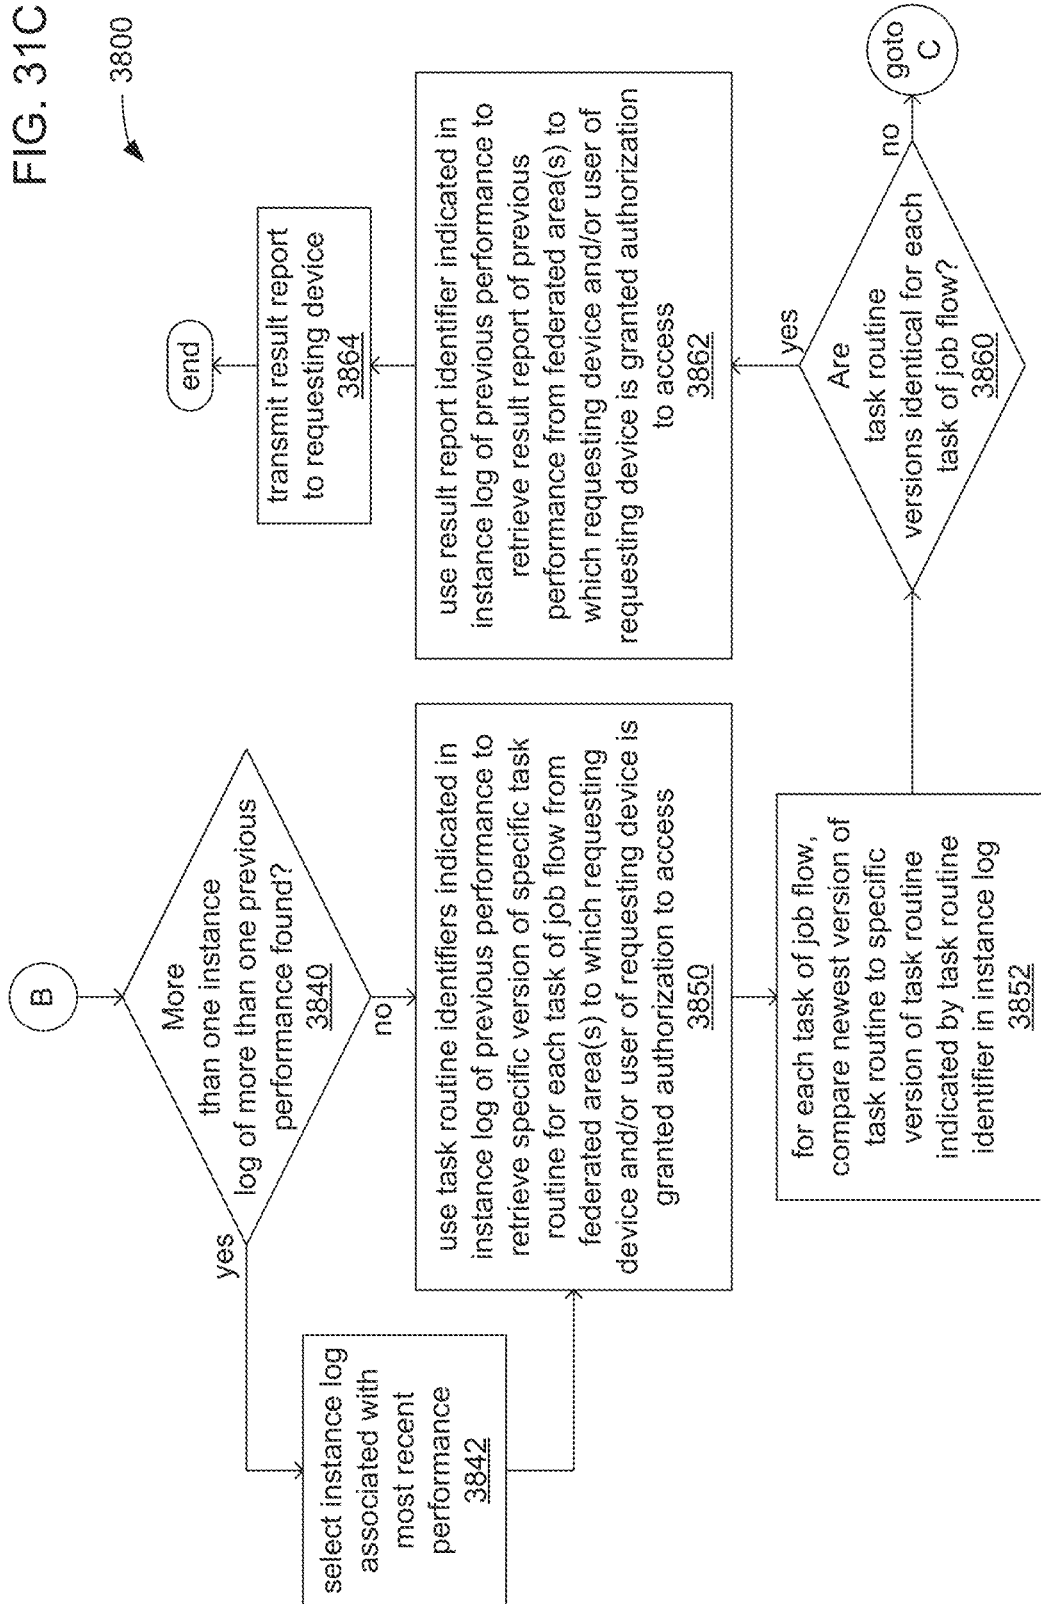 FIG. 31C
3800
B
More
than one instance
log of more than one previous
performance found?
3840
yes
no
select instance log
associated with
most recent
performance
3842
use task routine identifiers indicated in
instance log of previous performance to
retrieve specific version of specific task
routine for each task of job flow from
federated area(s) to which requesting
device and/or user of requesting device is
granted authorization to access
3850
for each task of job flow,
compare newest version of
task routine to specific
version of task routine
indicated by task routine
identifier in instance log
3852
Are
task routine
versions identical for each
task of job flow?
3860
yes
no
goto
C
use result report identifier indicated in
instance log of previous performance to
retrieve result report of previous
performance from federated area(s) to
which requesting device and/or user of
requesting device is granted authorization
to access
3862
transmit result report
to requesting device
3864
end